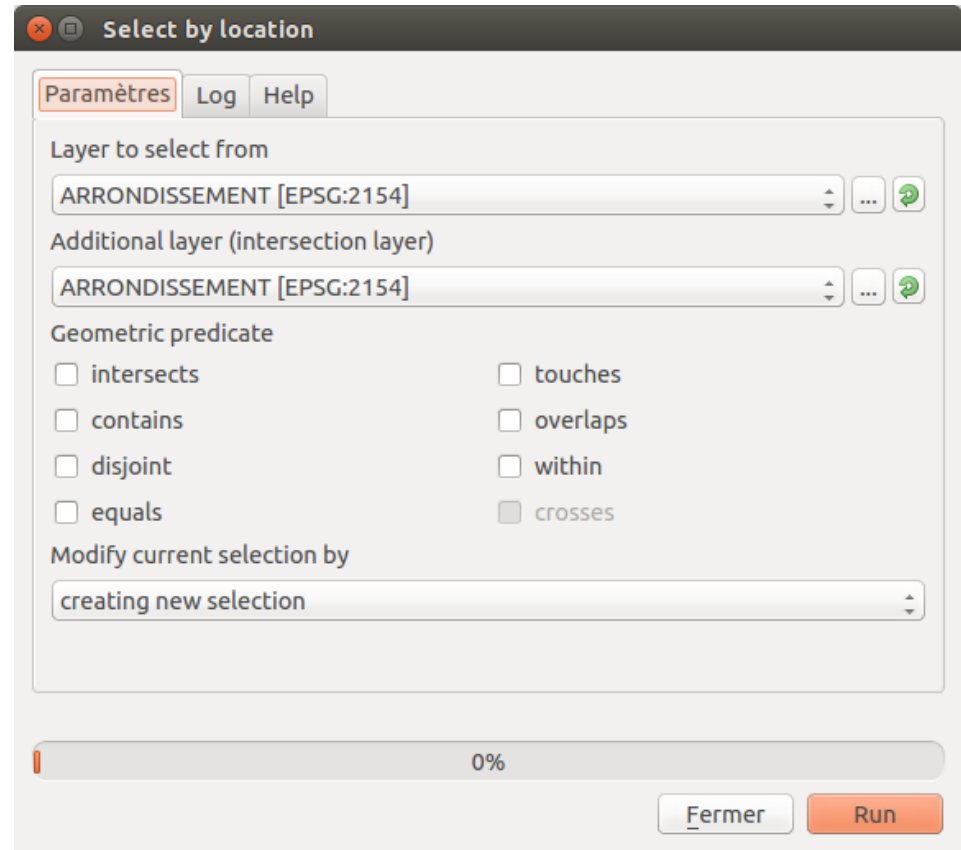 Select by location
Paramètres Log Help
Layer to select from
ARRONDISSEMENT [EPSG:2154] ...
Additional layer (intersection layer)
ARRONDISSEMENT [EPSG:2154] ...
Geometric predicate
intersects touches
contains overlaps
disjoint within
equals crosses
Modify current selection by
creating new selection
0%
Fermer Run